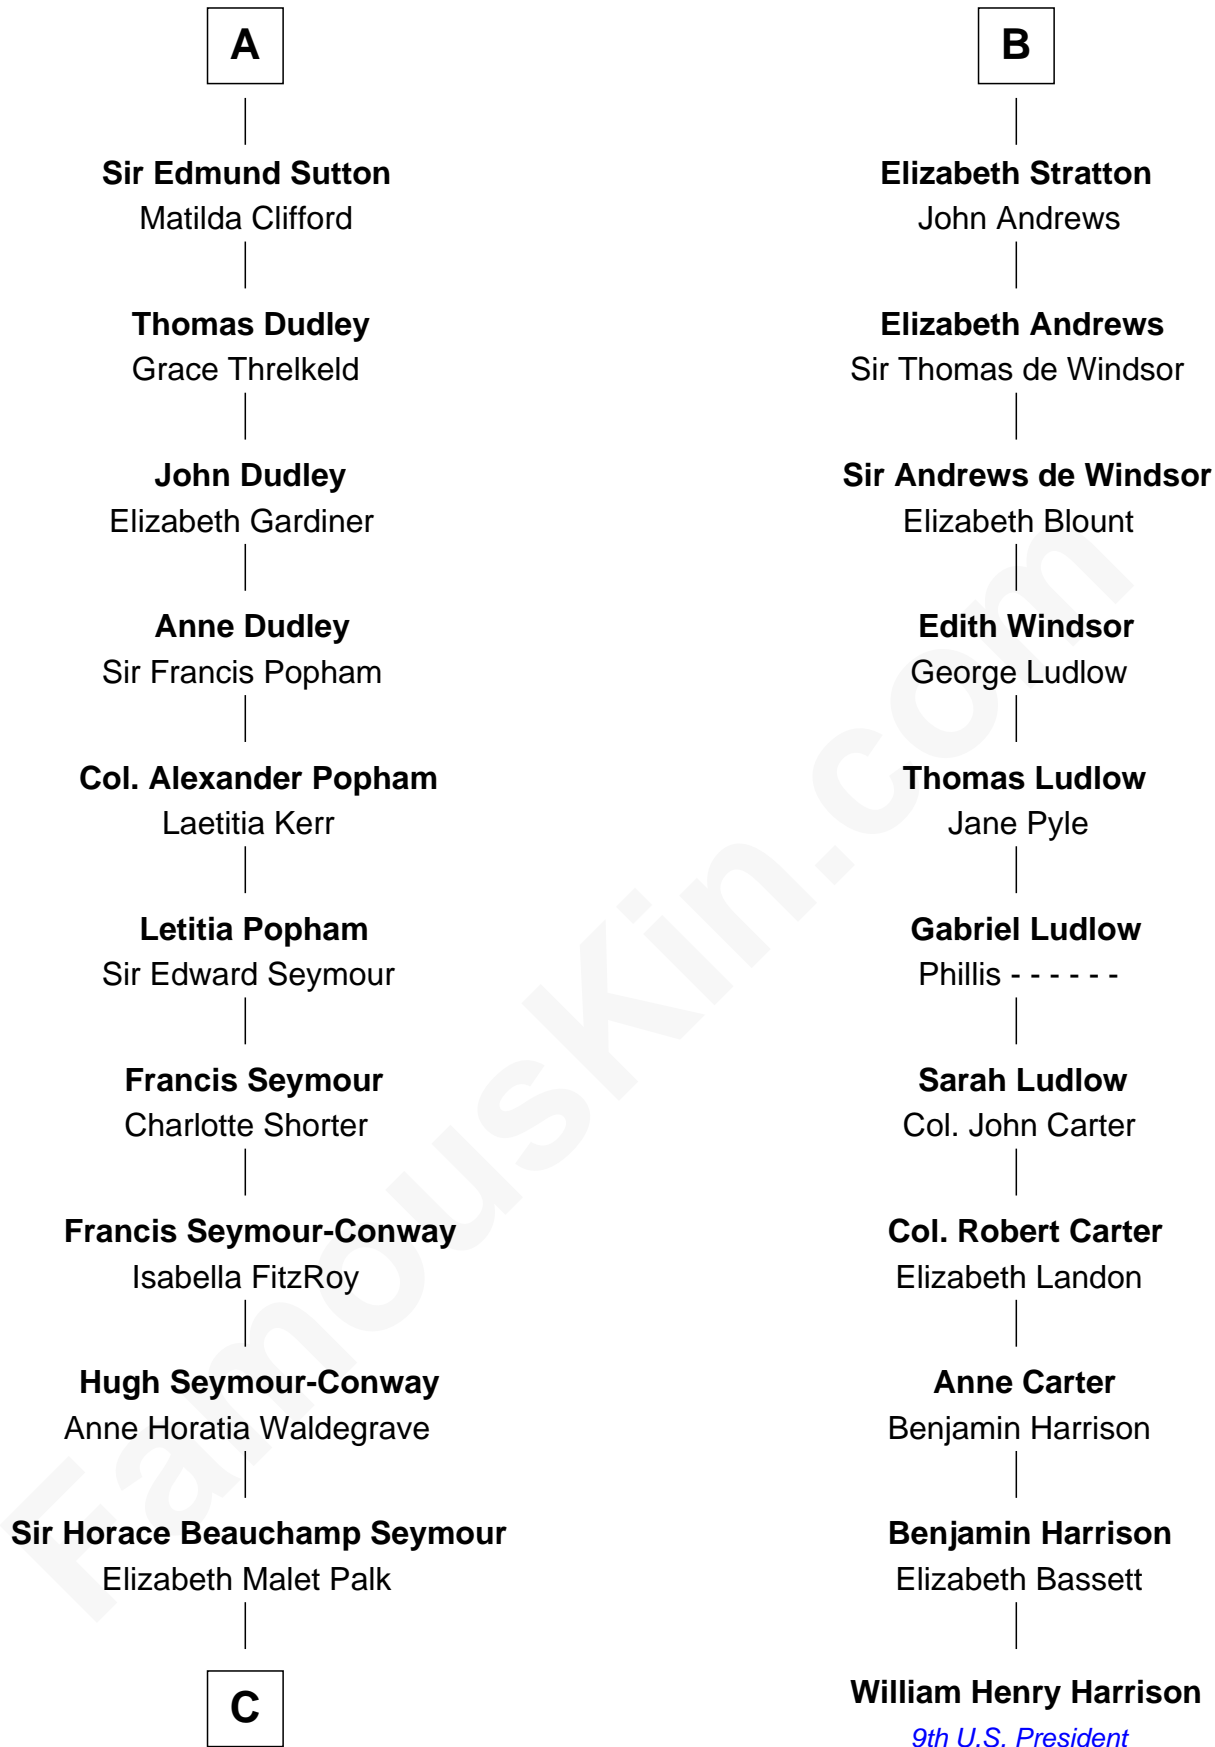 A
Sir Edmund Sutton
Matilda Clifford
Thomas Dudley
Grace Threlkeld
John Dudley
Elizabeth Gardiner
Anne Dudley
Sir Francis Popham
Col. Alexander Popham
Laetitia Kerr
Letitia Popham
Sir Edward Seymour
Francis Seymour
Charlotte Shorter
Francis Seymour-Conway
Isabella FitzRoy
Hugh Seymour-Conway
Anne Horatia Waldegrave
Sir Horace Beauchamp Seymour
Elizabeth Malet Palk
C
B
Elizabeth Stratton
John Andrews
Elizabeth Andrews
Sir Thomas de Windsor
Sir Andrews de Windsor
Elizabeth Blount
Edith Windsor
George Ludlow
Thomas Ludlow
Jane Pyle
Gabriel Ludlow
Phillis - - - - - -
Sarah Ludlow
Col. John Carter
Col. Robert Carter
Elizabeth Landon
Anne Carter
Benjamin Harrison
Benjamin Harrison
Elizabeth Bassett
William Henry Harrison
9th U.S. President
FamousKin.com